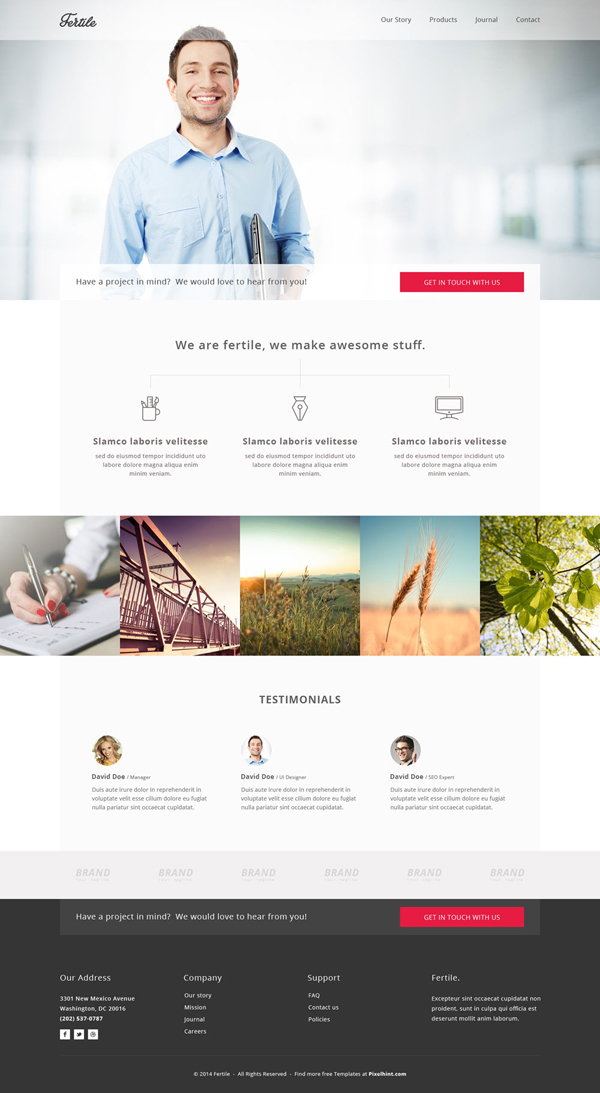 Fertile
Our Story Products Journal Contact
Have a project in mind? We would love to hear from you!
GET IN TOUCH WITH US
We are fertile, we make awesome stuff.
Slamco laboris velitesse
sed do eiusmod tempor incididunt uto
labore dolore magna aliqua enim
minim veniam.
Slamco laboris velitesse
sed do eiusmod tempor incididunt uto
labore dolore magna aliqua enim
minim veniam.
Slamco laboris velitesse
sed do eiusmod tempor incididunt uto
labore dolore magna aliqua enim
minim veniam.
TESTIMONIALS
David Doe / Manager
Duis aute irure dolor in reprehenderit in
voluptate velit esse cillum dolore eu fugiat
nulla pariatur sint occaecat cupidatat.
David Doe / UI Designer
Duis aute irure dolor in reprehenderit in
voluptate velit esse cillum dolore eu fugiat
nulla pariatur sint occaecat cupidatat.
David Doe / SEO Expert
Duis aute irure dolor in reprehenderit in
voluptate velit esse cillum dolore eu fugiat
nulla pariatur sint occaecat cupidatat.
BRAND BRAND BRAND BRAND BRAND BRAND
Have a project in mind? We would love to hear from you!
GET IN TOUCH WITH US
Our Address
3301 New Mexico Avenue
Washington, DC 20016
(202) 537-0787
Company
Our story
Mission
Journal
Careers
Support
FAQ
Contact us
Policies
Fertile.
Excepteur sint occaecat cupidatat non
proident, sunt in culpa qui officia est
deserunt mollit anim laborum.
© 2014 Fertile - All Rights Reserved - Find more free Templates at Pixelhint.com